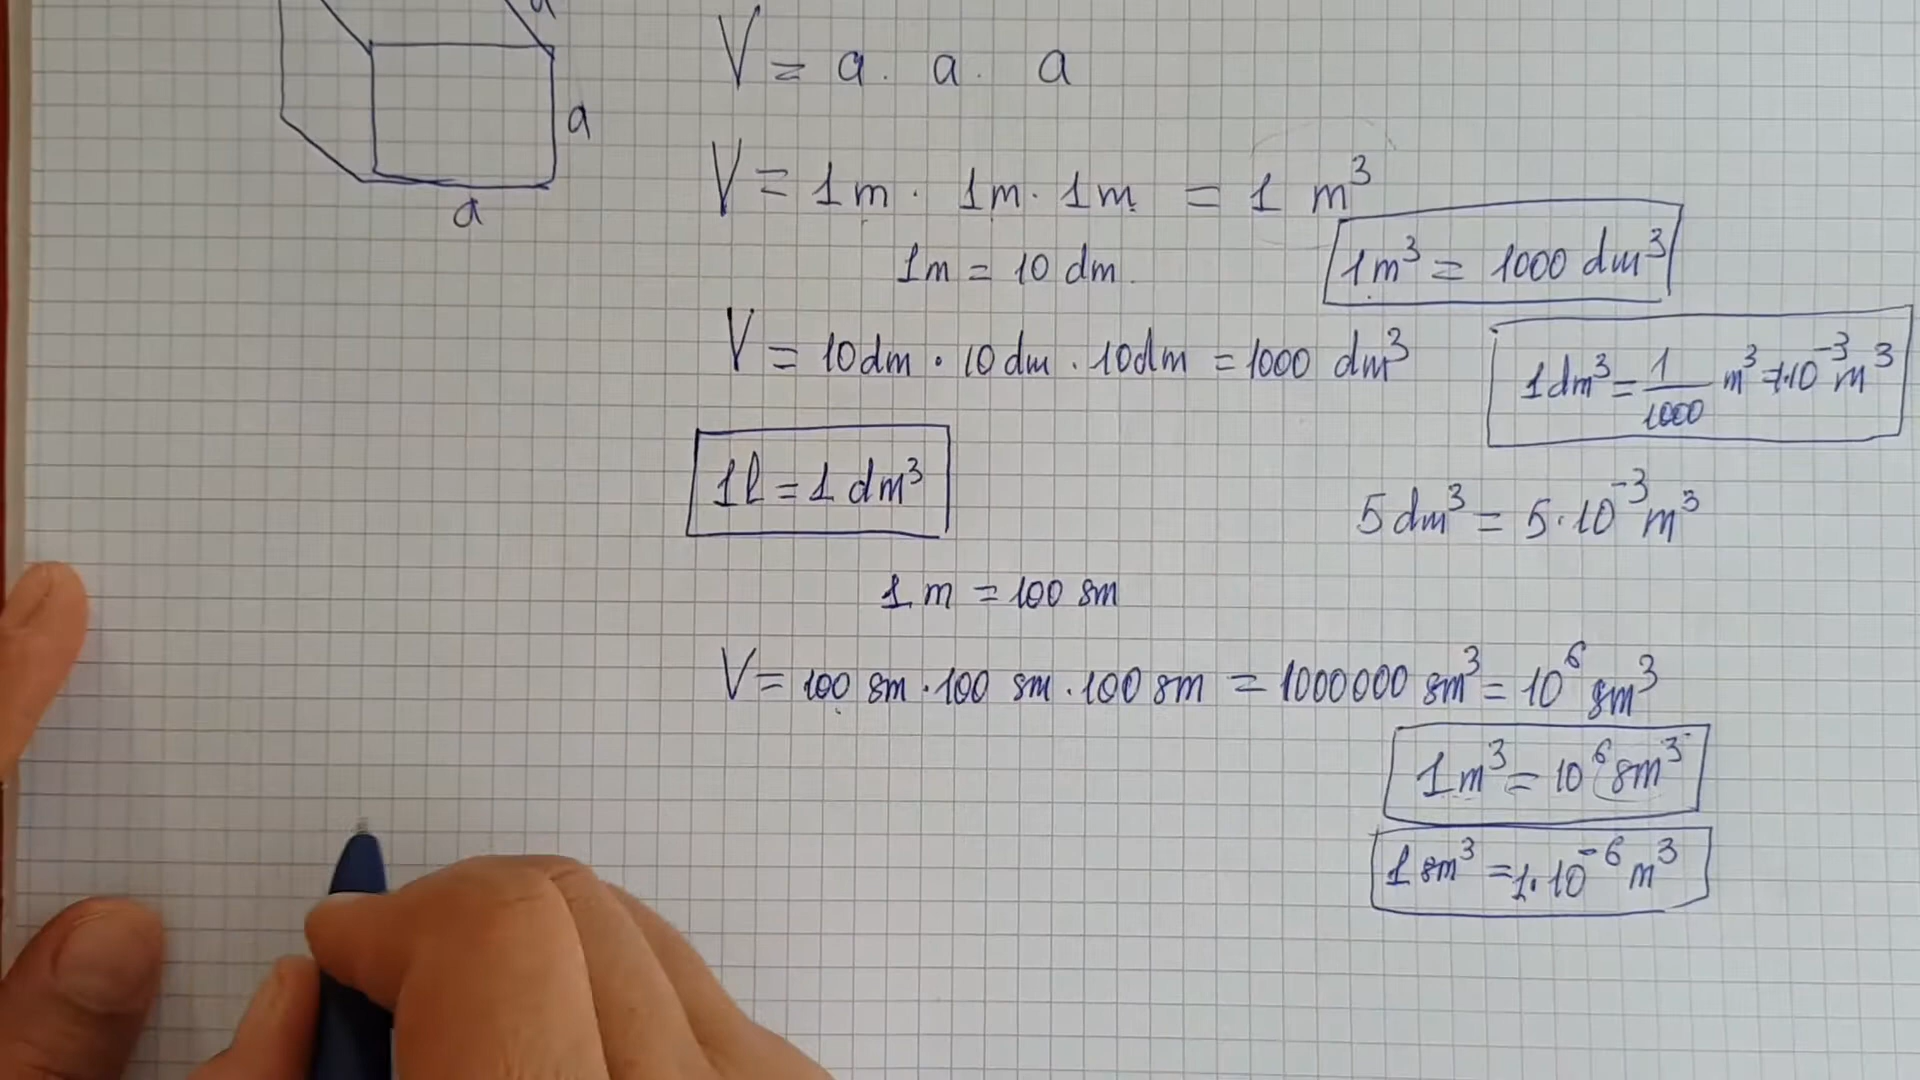 a
V = a · a · a
a
V = 1m · 1m · 1m = 1 m³
a
1m = 10 dm.
1m³ = 1000 dm³
V = 10dm · 10dm · 10dm = 1000 dm³
1dm³ = 1/1000 m³ = 1·10⁻³ m³
1l = 1 dm³
5 dm³ = 5·10⁻³ m³
1 m = 100 sm
V = 100 sm · 100 sm · 100 sm = 1000000 sm³ = 10⁶ sm³
1m³ = 10⁶ sm³
1 sm³ = 1·10⁻⁶ m³